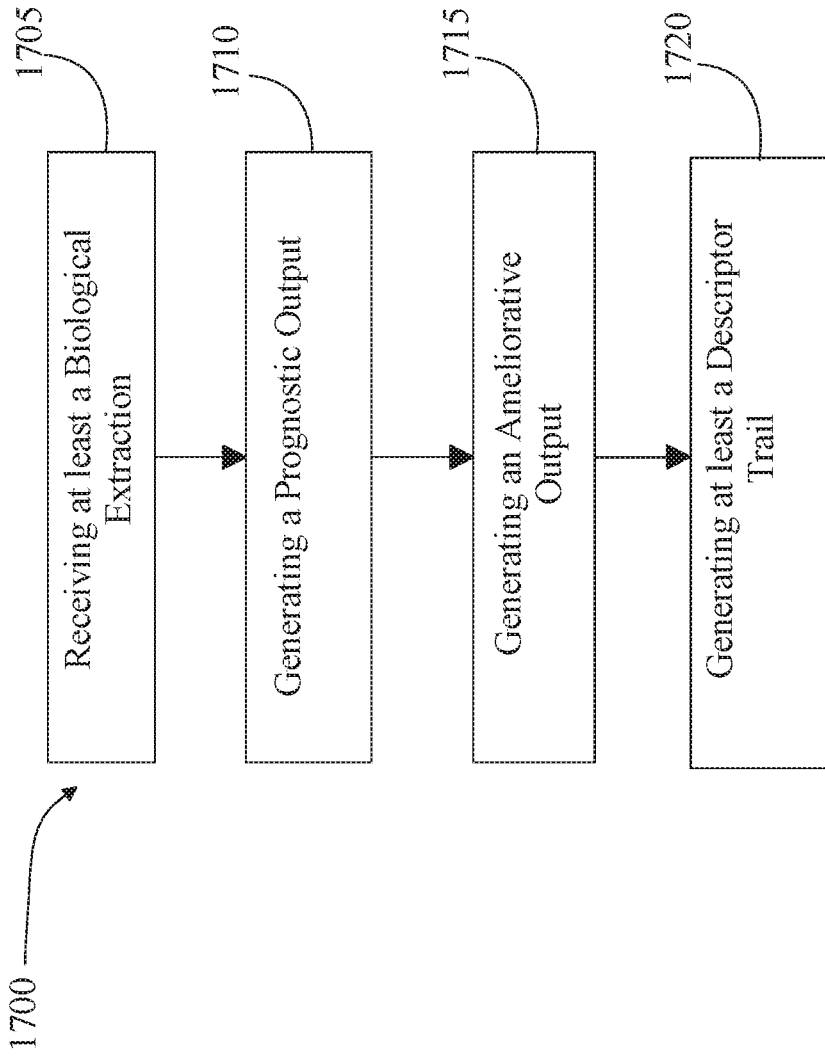 1700
1705
Receiving at least a Biological
Extraction
1710
Generating a Prognostic Output
1715
Generating an Ameliorative
Output
1720
Generating at least a Descriptor
Trail